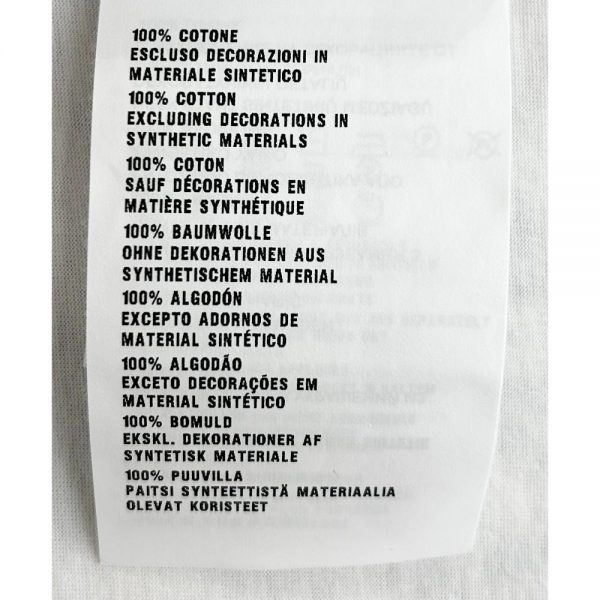 100% COTONE
ESCLUSO DECORAZIONI IN
MATERIALE SINTETICO
100% COTTON
EXCLUDING DECORATIONS IN
SYNTHETIC MATERIALS
100% COTON
SAUF DÉCORATIONS EN
MATIÈRE SYNTHÉTIQUE
100% BAUMWOLLE
OHNE DEKORATIONEN AUS
SYNTHETISCHEM MATERIAL
100% ALGODÓN
EXCEPTO ADORNOS DE
MATERIAL SINTÉTICO
100% ALGODÃO
EXCETO DECORAÇÕES EM
MATERIAL SINTÉTICO
100% BOMULD
EKSKL. DEKORATIONER AF
SYNTETISK MATERIALE
100% PUUVILLA
PAITSI SYNTEETTISTÄ MATERIAALIA
OLEVAT KORISTEET